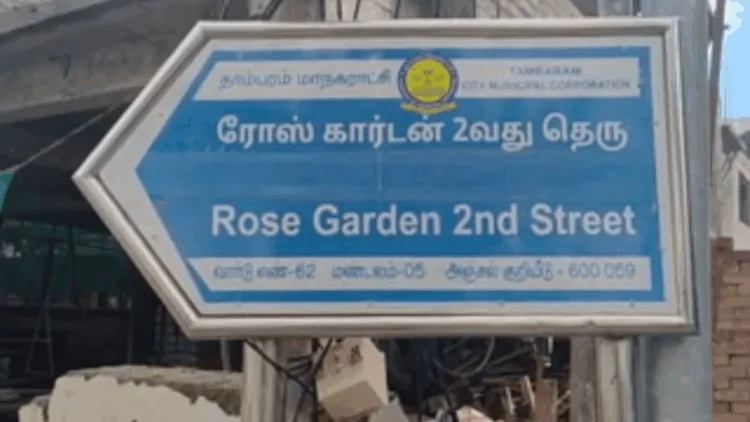 தாம்பரம் மாநகராட்சி TAMBARAM
CITY MUNICIPAL CORPORATION
ரோஸ் கார்டன் 2வது தெரு
Rose Garden 2nd Street
வார்டு எண்-62 மண்டலம்-05 அஞ்சல் குறியீடு - 600 059